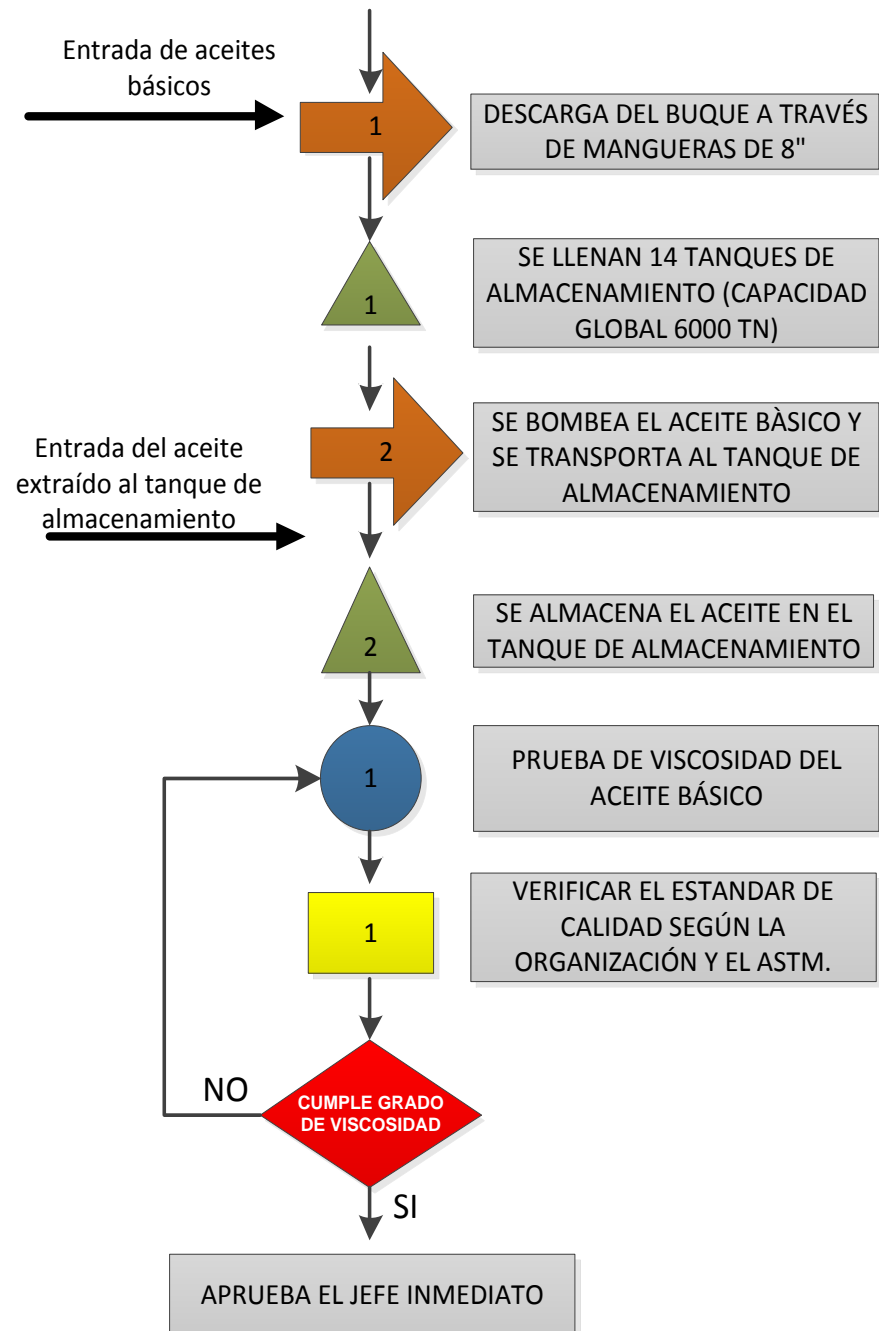 Entrada de aceites
básicos
1
DESCARGA DEL BUQUE A TRAVÉS
DE MANGUERAS DE 8"
1
SE LLENAN 14 TANQUES DE
ALMACENAMIENTO (CAPACIDAD
GLOBAL 6000 TN)
Entrada del aceite
extraído al tanque de
almacenamiento
2
SE BOMBEA EL ACEITE BÀSICO Y
SE TRANSPORTA AL TANQUE DE
ALMACENAMIENTO
2
SE ALMACENA EL ACEITE EN EL
TANQUE DE ALMACENAMIENTO
1
PRUEBA DE VISCOSIDAD DEL
ACEITE BÁSICO
1
VERIFICAR EL ESTANDAR DE
CALIDAD SEGÚN LA
ORGANIZACIÓN Y EL ASTM.
NO
CUMPLE GRADO
DE VISCOSIDAD
SI
APRUEBA EL JEFE INMEDIATO